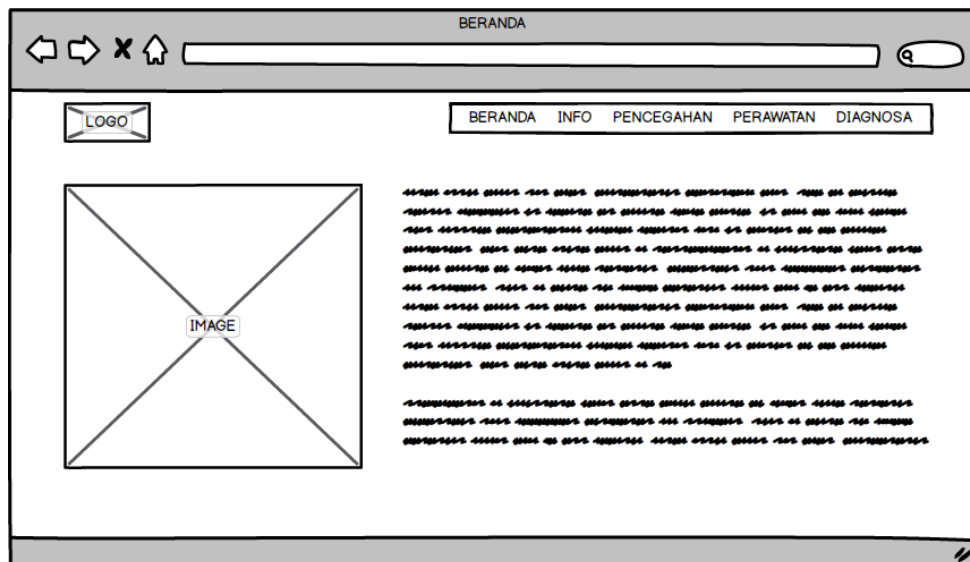 BERANDA
LOGO
BERANDA INFO PENCEGAHAN PERAWATAN DIAGNOSA
IMAGE